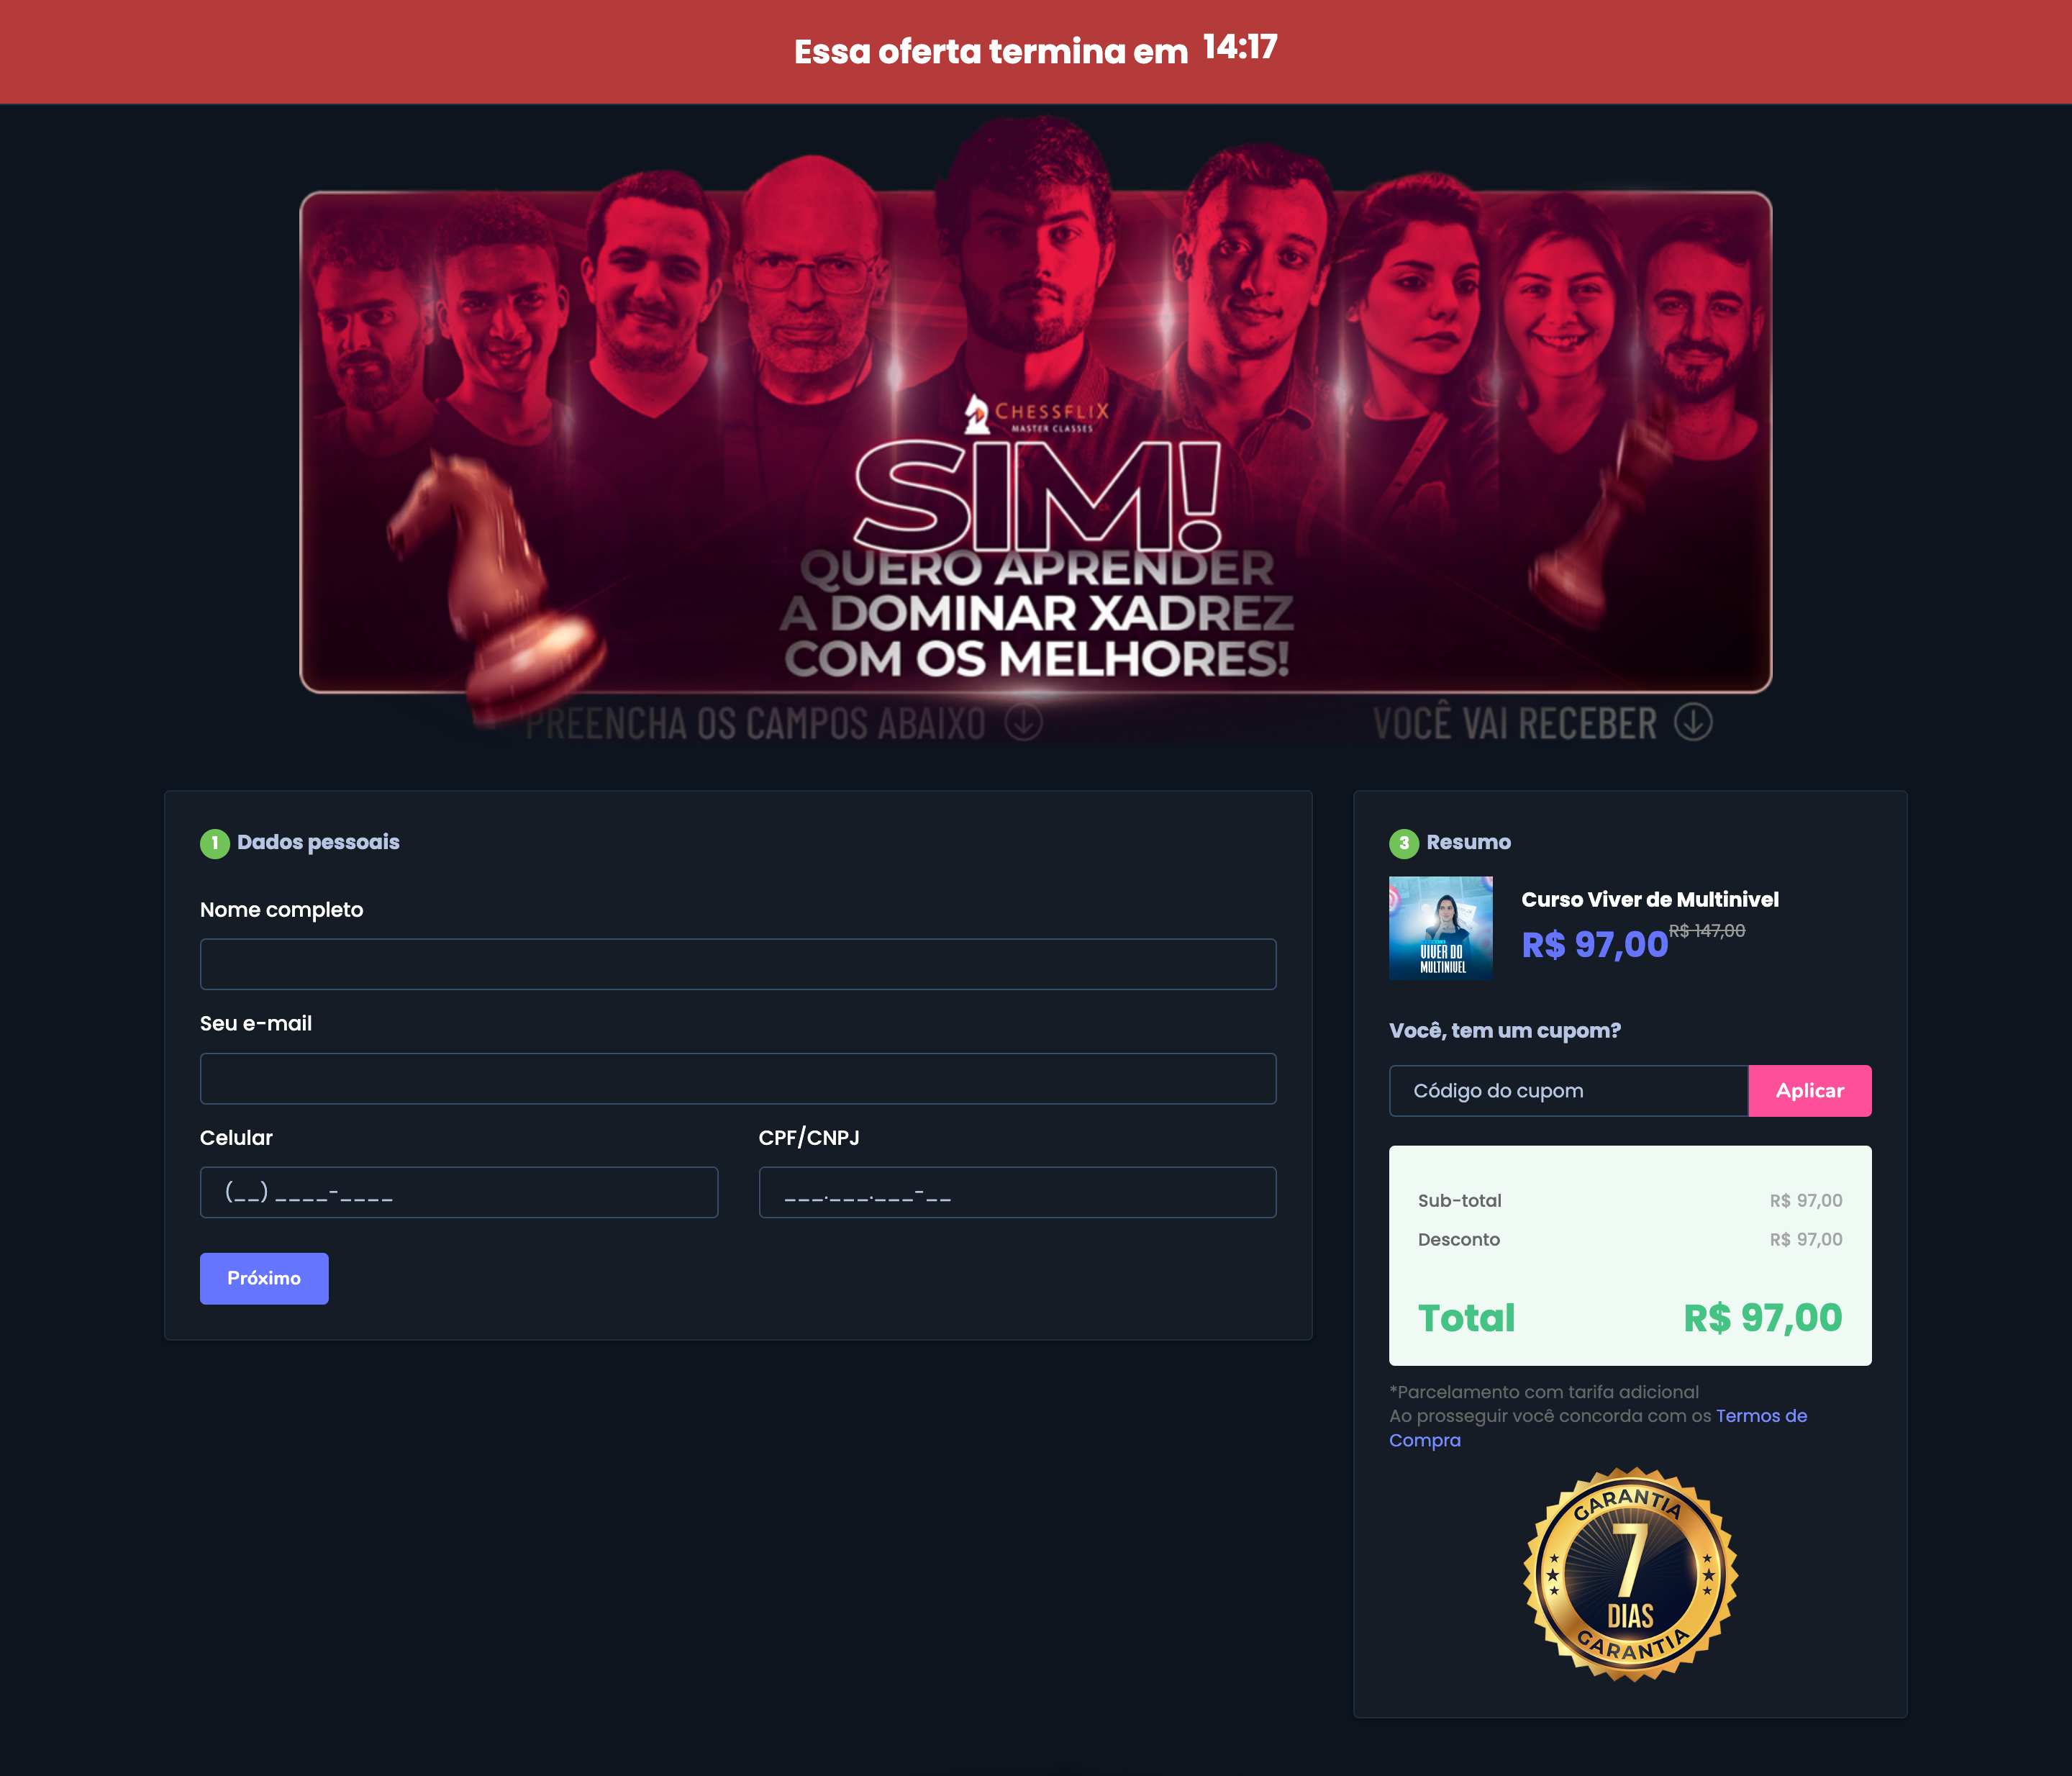 Essa oferta termina em 14:17
CHESSFLIX
MASTER CLASSES
SIM!
QUERO APRENDER
A DOMINAR XADREZ
COM OS MELHORES!
PREENCHA OS CAMPOS ABAIXO
VOCÊ VAI RECEBER
1 Dados pessoais
Nome completo
Seu e-mail
Celular
CPF/CNPJ
(__) ____-____
___.___.___-__
Próximo
3 Resumo
VIVER DO
MULTINIVEL
Curso Viver de Multinivel
R$ 97,00 R$ 147,00
Você, tem um cupom?
Código do cupom
Aplicar
Sub-total R$ 97,00
Desconto R$ 97,00
Total R$ 97,00
*Parcelamento com tarifa adicional
Ao prosseguir você concorda com os Termos de
Compra
GARANTIA
7
DIAS
GARANTIA